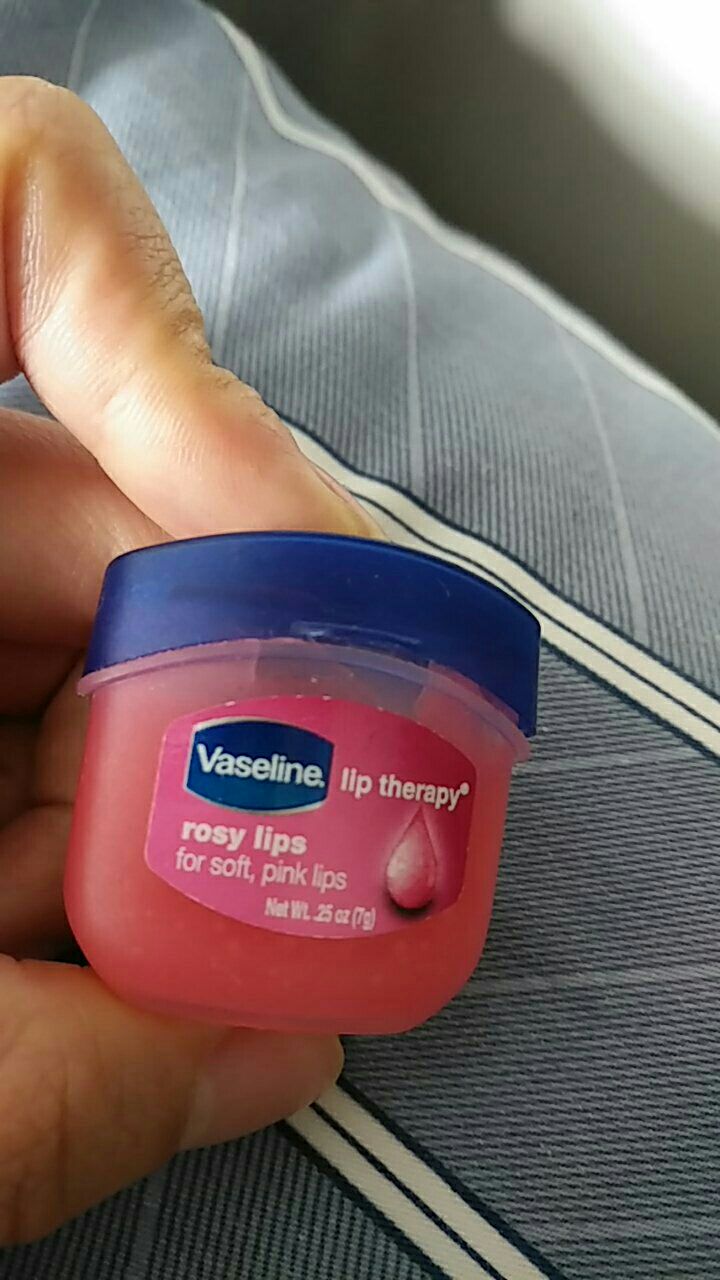 Vaseline. lip therapy®
rosy lips
for soft, pink lips
Net Wt. .25 oz (7g)